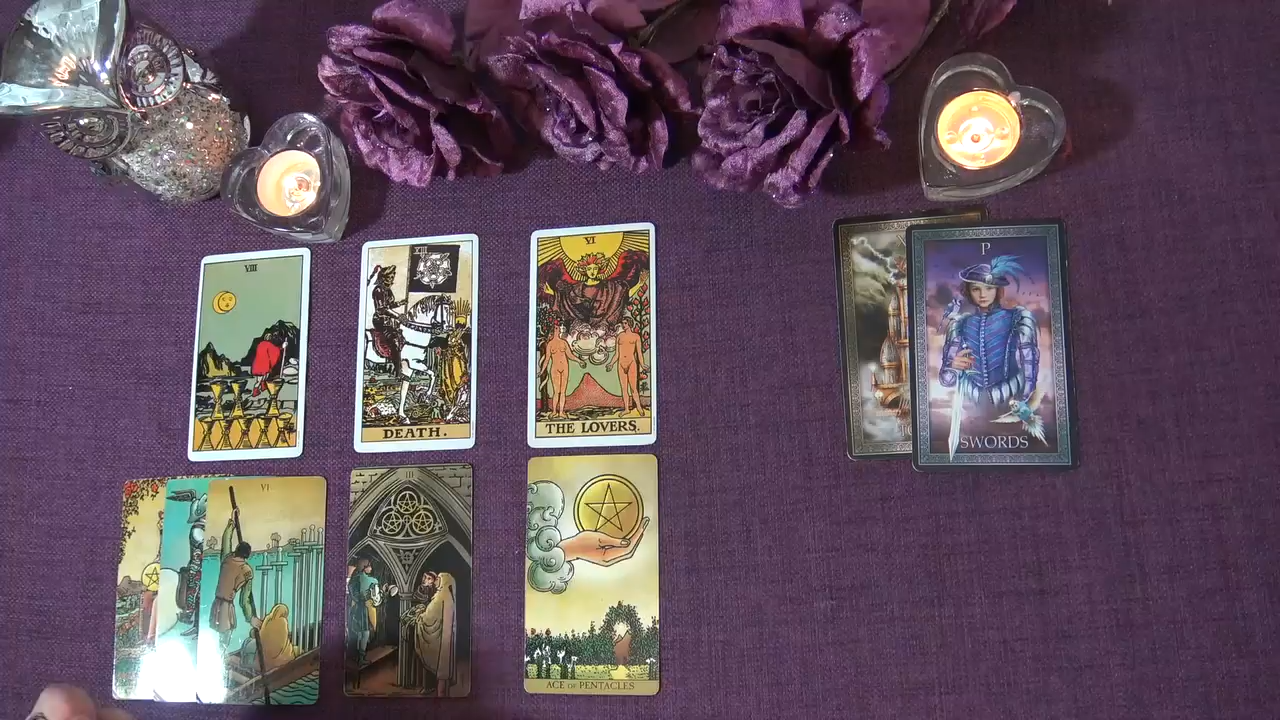 VIII
XIII
DEATH.
VI
THE LOVERS.
P
SWORDS
VI
III
ACE OF PENTACLES